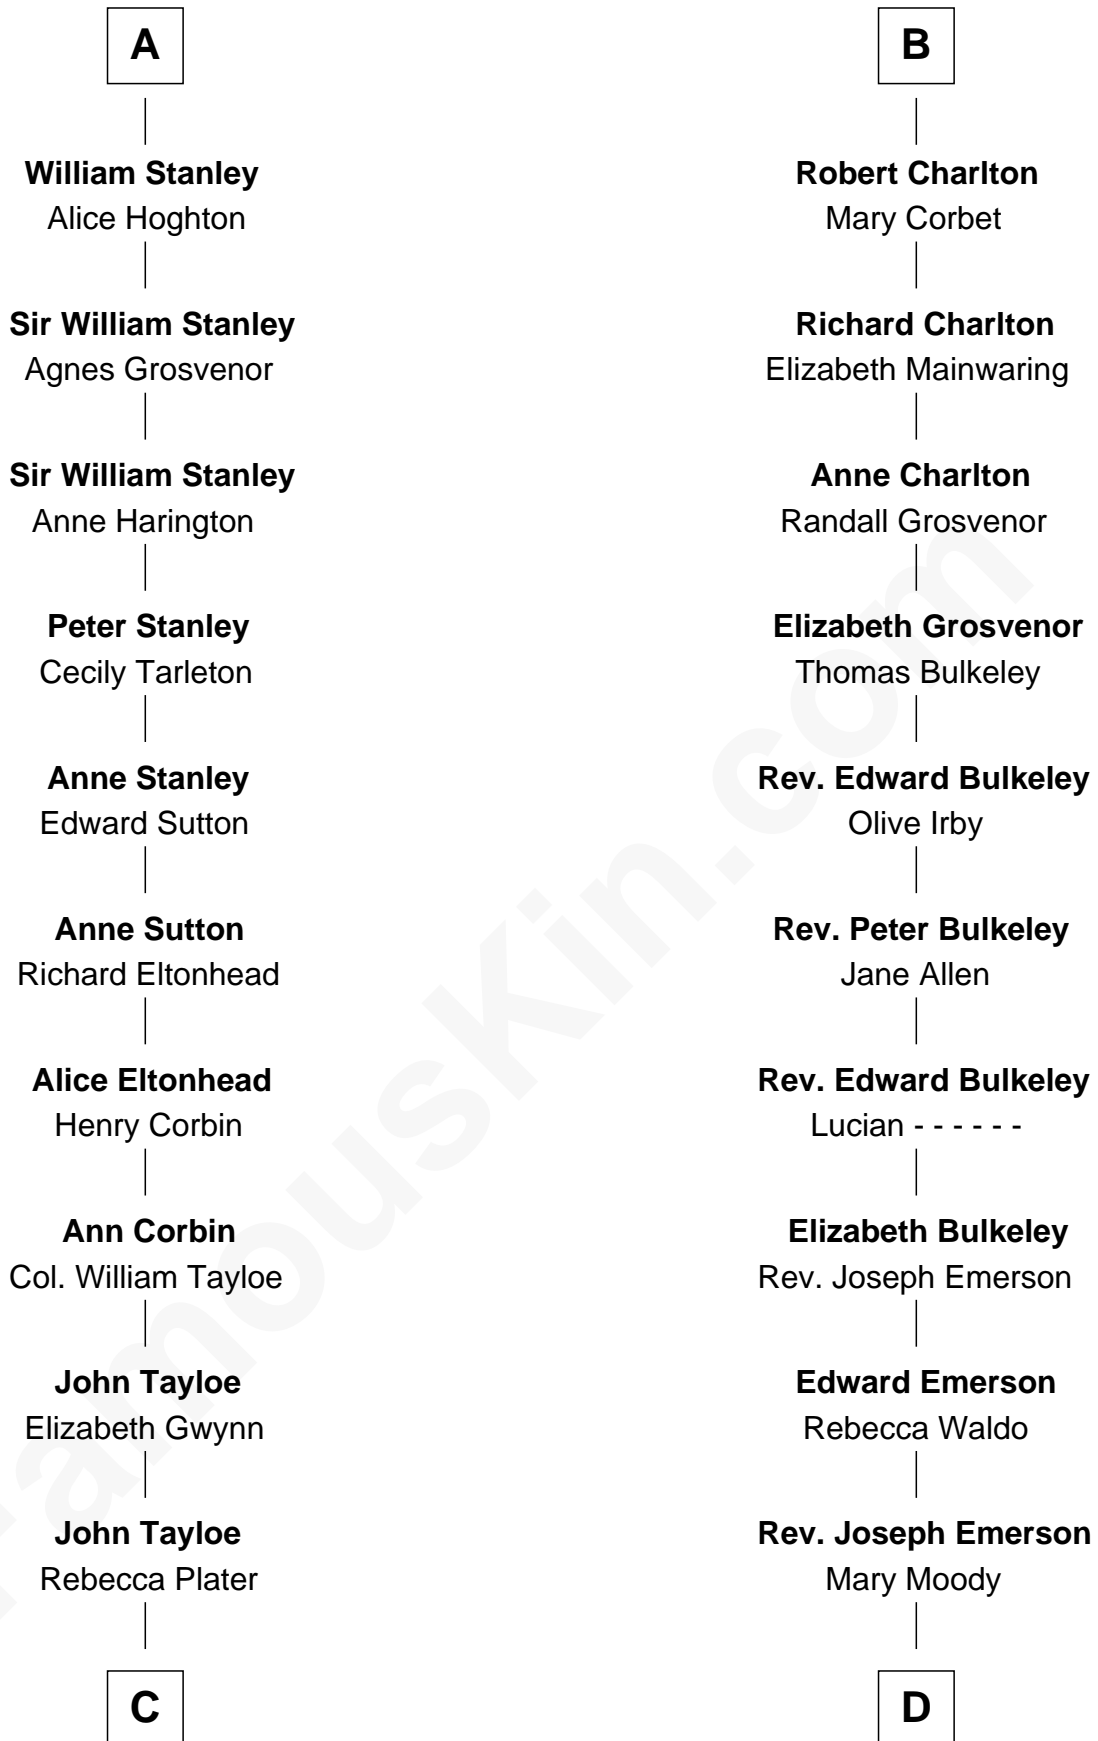 A
William Stanley
Alice Hoghton
Sir William Stanley
Agnes Grosvenor
Sir William Stanley
Anne Harington
Peter Stanley
Cecily Tarleton
Anne Stanley
Edward Sutton
Anne Sutton
Richard Eltonhead
Alice Eltonhead
Henry Corbin
Ann Corbin
Col. William Tayloe
John Tayloe
Elizabeth Gwynn
John Tayloe
Rebecca Plater
C
B
Robert Charlton
Mary Corbet
Richard Charlton
Elizabeth Mainwaring
Anne Charlton
Randall Grosvenor
Elizabeth Grosvenor
Thomas Bulkeley
Rev. Edward Bulkeley
Olive Irby
Rev. Peter Bulkeley
Jane Allen
Rev. Edward Bulkeley
Lucian - - - - - -
Elizabeth Bulkeley
Rev. Joseph Emerson
Edward Emerson
Rebecca Waldo
Rev. Joseph Emerson
Mary Moody
D
FamousKin.com